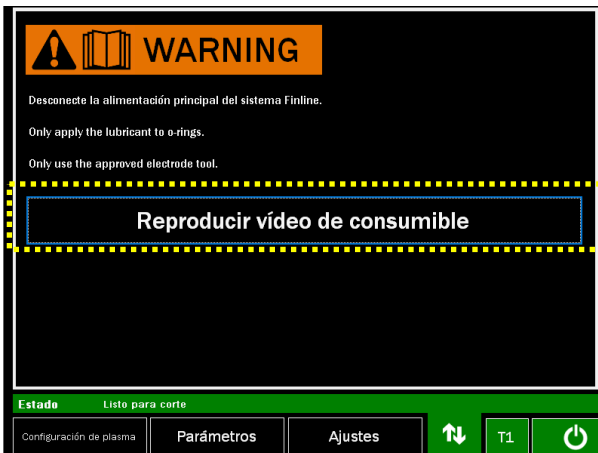 WARNING
Desconecte la alimentación principal del sistema Finline.
Only apply the lubricant to o-rings.
Only use the approved electrode tool.
Reproducir vídeo de consumible
Estado Listo para corte
Configuración de plasma Parámetros Ajustes T1